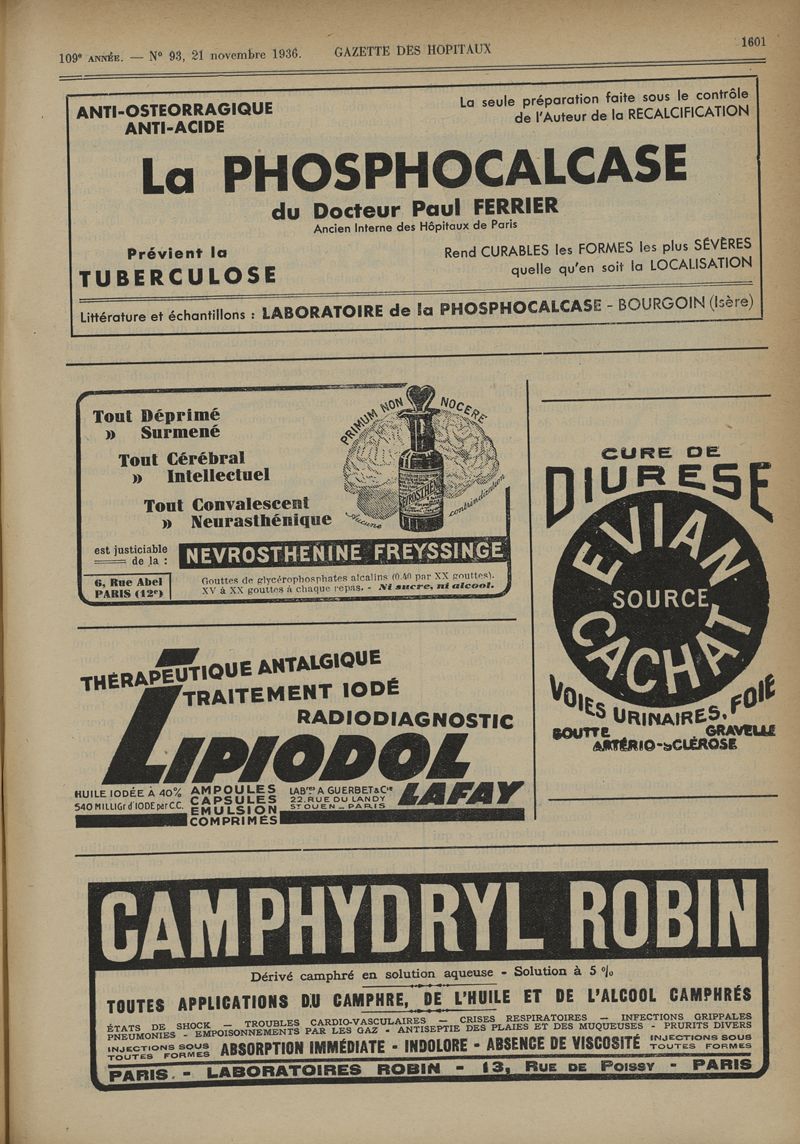 109e ANNÉE. — No 93, 21 novembre 1936.
GAZETTE DES HOPITAUX
1601
ANTI-OSTEORRAGIQUE
ANTI-ACIDE
La seule préparation faite sous le contrôle
de l'Auteur de la RECALCIFICATION
La PHOSPHOCALCASE
du Docteur Paul FERRIER
Ancien Interne des Hôpitaux de Paris
Prévient la
TUBERCULOSE
Rend CURABLES les FORMES les plus SÉVÈRES
quelle qu'en soit la LOCALISATION
Littérature et échantillons : LABORATOIRE de la PHOSPHOCALCASE - BOURGOIN (Isère)
Tout Déprimé
» Surmené
Tout Cérébral
» Intellectuel
Tout Convalescent
» Neurasthénique
PRIMUM NON NOCERE
Aucune contrindication
est justiciable
de la :
NEVROSTHENINE FREYSSINGE
6, Rue Abel
PARIS (12e)
Gouttes de glycérophosphates alcalins (0.40 par XX gouttes).
XV à XX gouttes à chaque repas. - Ni sucre, ni alcool.
CURE DE
DIURESE
EVIAN
SOURCE
CACHAT
VOIES URINAIRES, FOIE
GOUTTE GRAVELLE
ARTÉRIO-SCLÉROSE
THÉRAPEUTIQUE ANTALGIQUE
TRAITEMENT IODÉ
RADIODIAGNOSTIC
LIPIODOL
LAFAY
HUILE IODÉE À 40%
540 MILLIGr d'IODE par C.C.
AMPOULES
CAPSULES
EMULSION
COMPRIMÉS
LABres A GUERBET & Cie
22, RUE DU LANDY
ST OUEN - PARIS
CAMPHYDRYL ROBIN
Dérivé camphré en solution aqueuse - Solution à 5 %
TOUTES APPLICATIONS DU CAMPHRE, DE L'HUILE ET DE L'ALCOOL CAMPHRÉS
ÉTATS DE SHOCK — TROUBLES CARDIO-VASCULAIRES — CRISES RESPIRATOIRES — INFECTIONS GRIPPALES
PNEUMONIES - EMPOISONNEMENTS PAR LES GAZ - ANTISEPTIE DES PLAIES ET DES MUQUEUSES - PRURITS DIVERS
INJECTIONS SOUS
TOUTES FORMES
ABSORPTION IMMÉDIATE - INDOLORE - ABSENCE DE VISCOSITÉ
INJECTIONS SOUS
TOUTES FORMES
PARIS - LABORATOIRES ROBIN - 13, RUE DE POISSY - PARIS